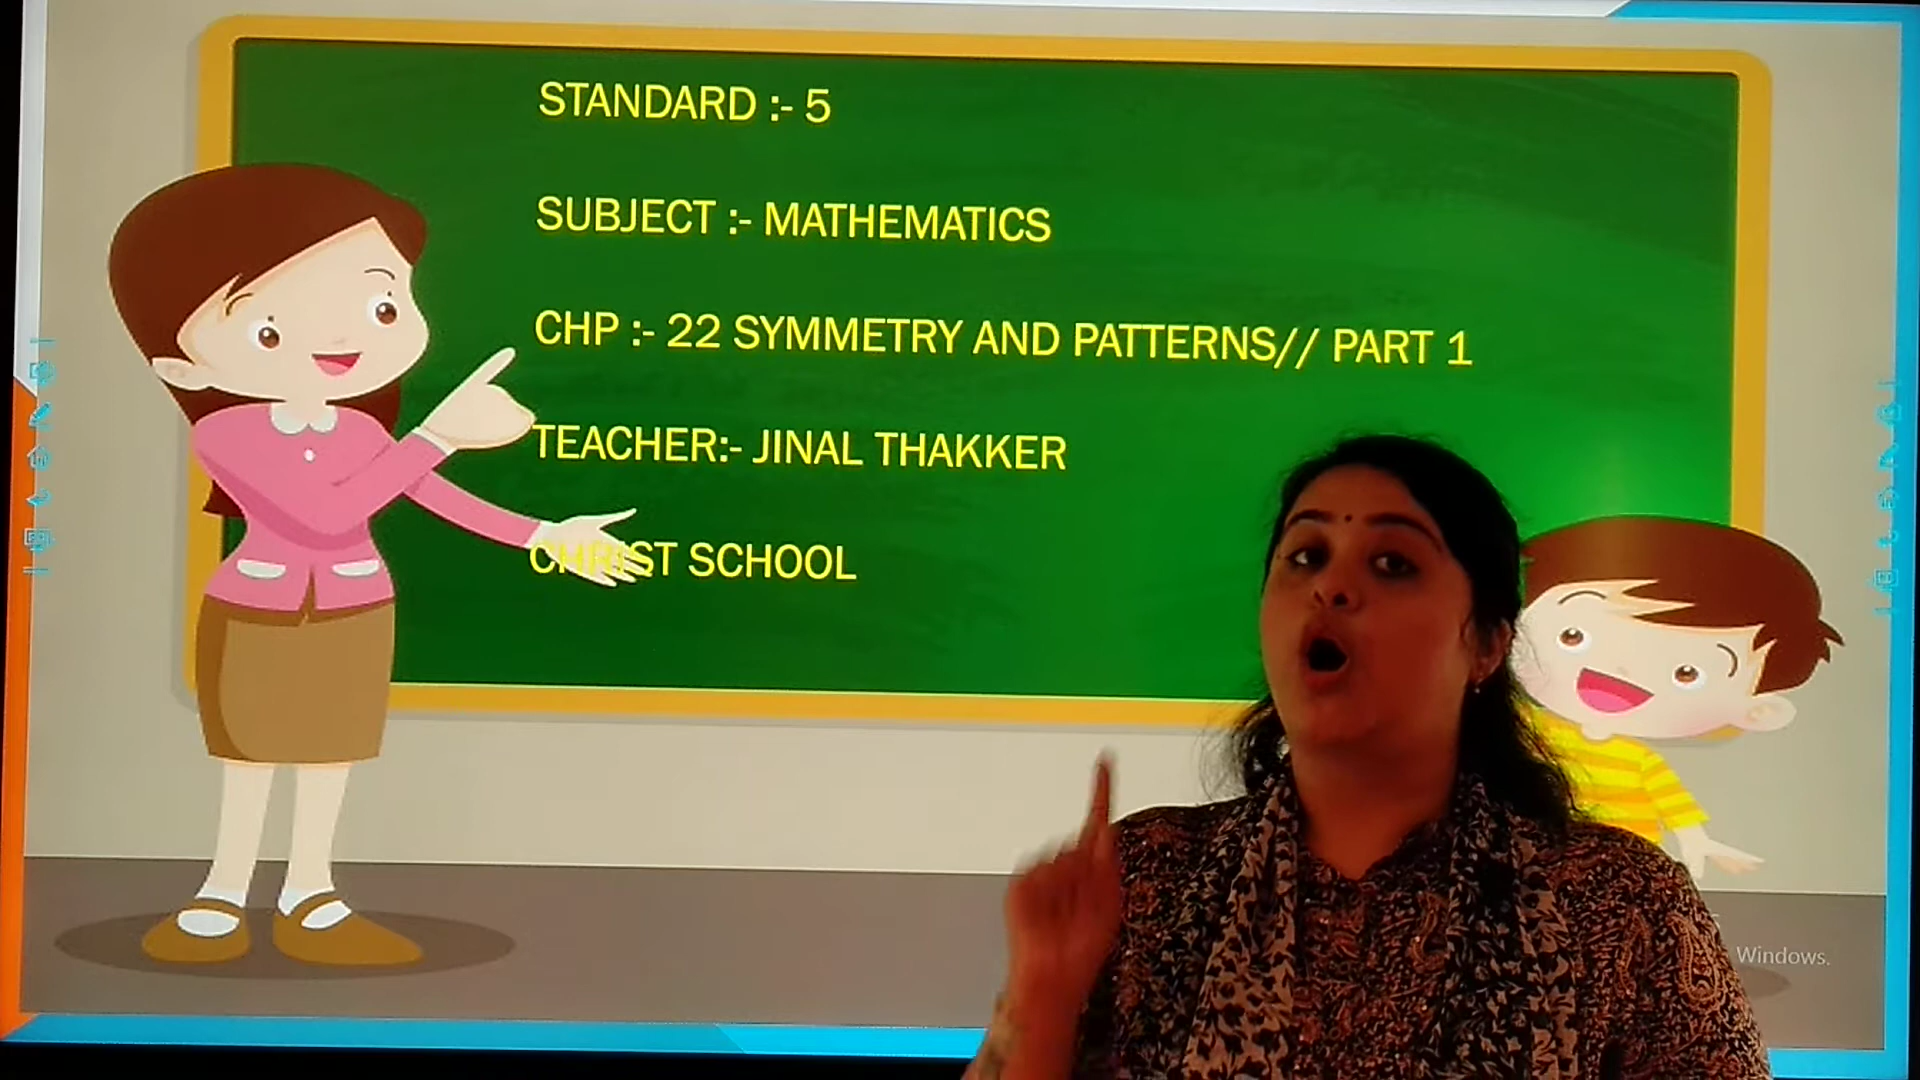 STANDARD :- 5
SUBJECT :- MATHEMATICS
CHP :- 22 SYMMETRY AND PATTERNS// PART 1
TEACHER:- JINAL THAKKER
CHRIST SCHOOL
Windows.